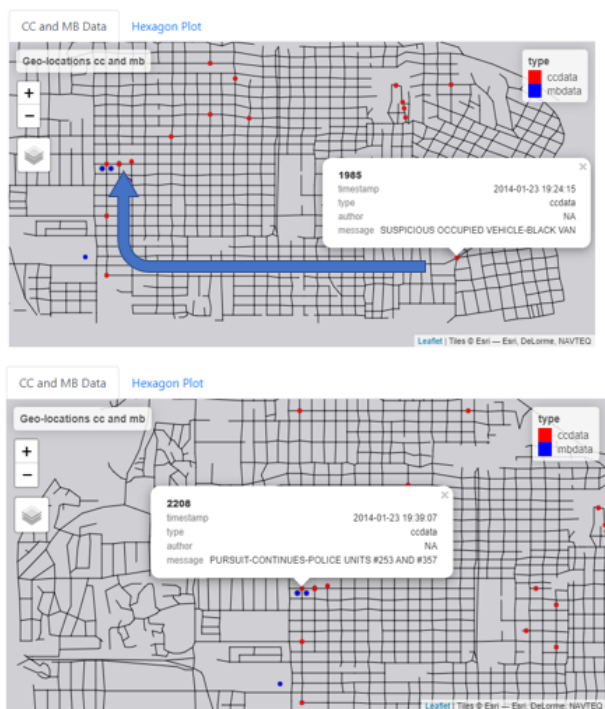 CC and MB Data Hexagon Plot
Geo-locations cc and mb
type
ccdata
mbdata
+
−
1985
timestamp 2014-01-23 19:24:15
type ccdata
author NA
message SUSPICIOUS OCCUPIED VEHICLE-BLACK VAN
Leaflet | Tiles © Esri — Esri, DeLorme, NAVTEQ
CC and MB Data Hexagon Plot
Geo-locations cc and mb
type
ccdata
mbdata
+
−
2208
timestamp 2014-01-23 19:39:07
type ccdata
author NA
message PURSUIT-CONTINUES-POLICE UNITS #253 AND #357
Leaflet | Tiles © Esri — Esri, DeLorme, NAVTEQ